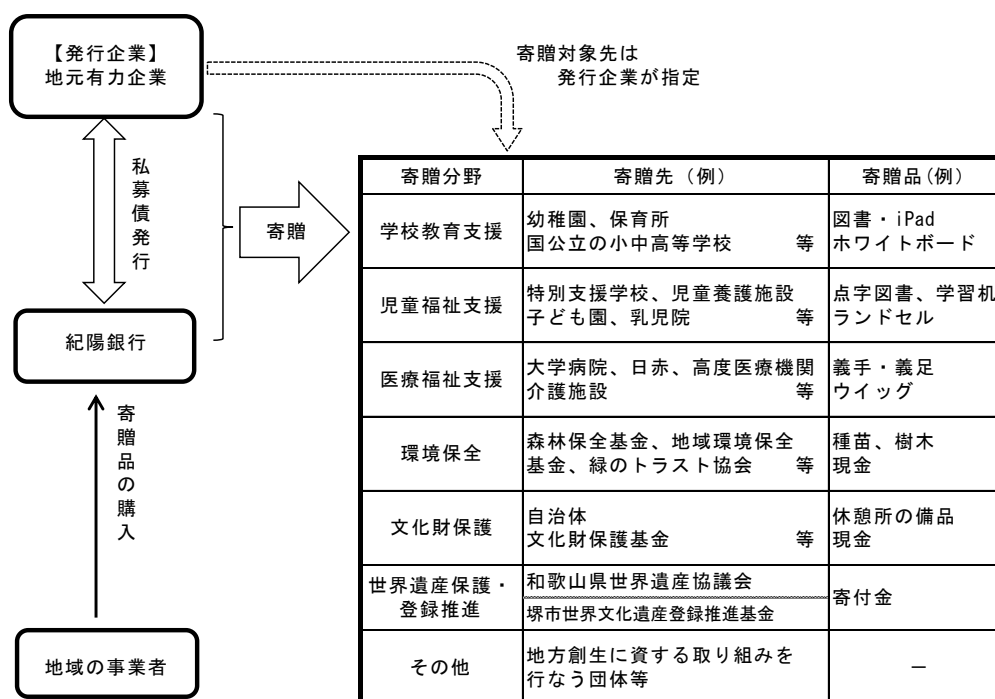 【発行企業】
地元有力企業
寄贈対象先は
発行企業が指定
私募債発行
寄贈
紀陽銀行
寄贈品の購入
地域の事業者
寄贈分野
寄贈先（例）
寄贈品(例)
学校教育支援
幼稚園、保育所
国公立の小中高等学校 等
図書・iPad
ホワイトボード
児童福祉支援
特別支援学校、児童養護施設
子ども園、乳児院 等
点字図書、学習机
ランドセル
医療福祉支援
大学病院、日赤、高度医療機関
介護施設 等
義手・義足
ウイッグ
環境保全
森林保全基金、地域環境保全
基金、緑のトラスト協会 等
種苗、樹木
現金
文化財保護
自治体
文化財保護基金 等
休憩所の備品
現金
世界遺産保護・
登録推進
和歌山県世界遺産協議会
堺市世界文化遺産登録推進基金
寄付金
その他
地方創生に資する取り組みを
行なう団体等
－